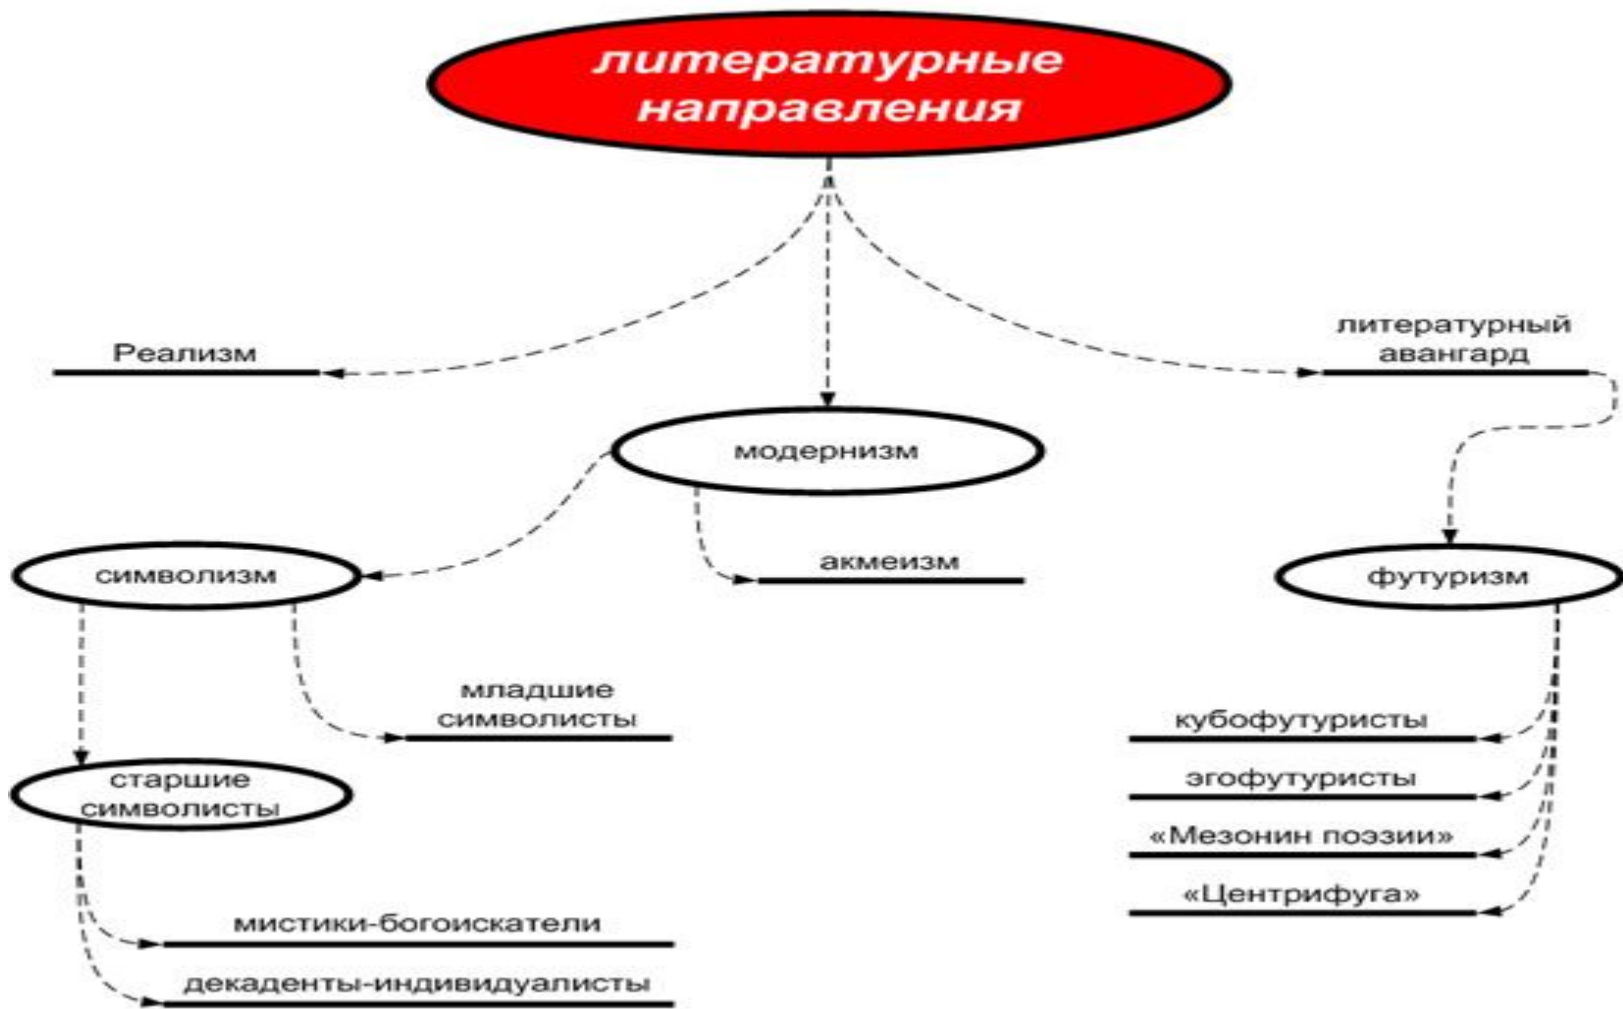 литературные
направления
Реализм
литературный
авангард
модернизм
символизм
акмеизм
футуризм
младшие
символисты
старшие
символисты
мистики-богоискатели
декаденты-индивидуалисты
кубофутуристы
эгофутуристы
«Мезонин поэзии»
«Центрифуга»